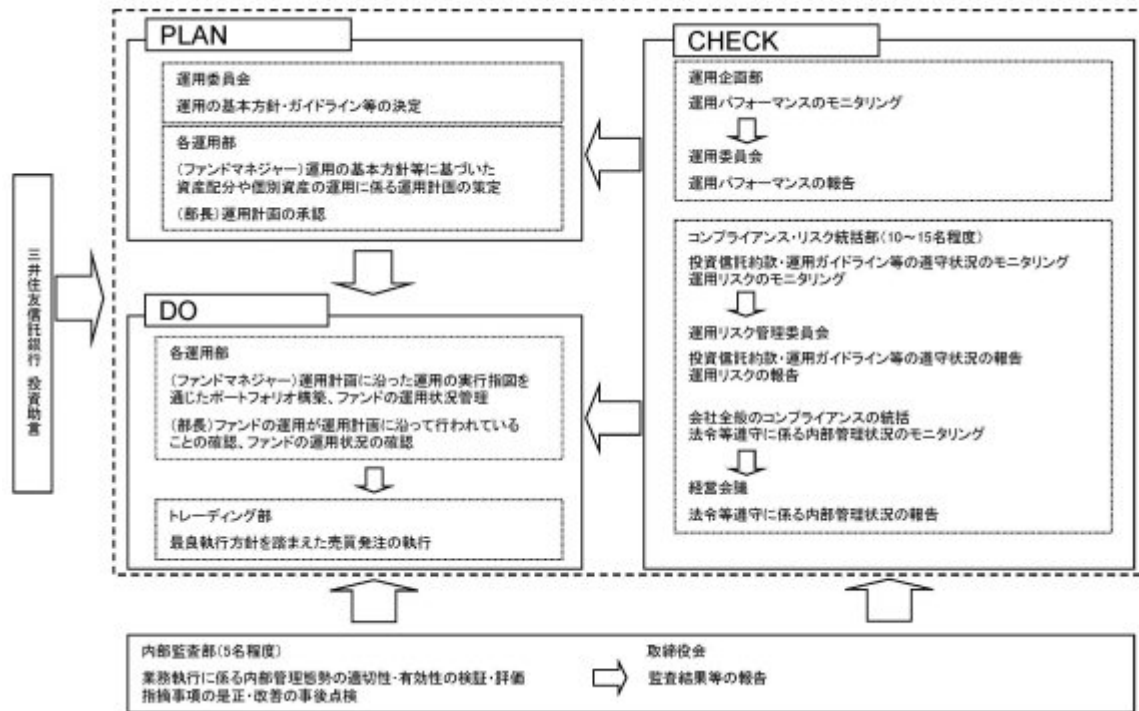 PLAN
運用委員会
運用の基本方針・ガイドライン等の決定
各運用部
(ファンドマネジャー)運用の基本方針等に基づいた
資産配分や個別資産の運用に係る運用計画の策定
(部長)運用計画の承認
三井住友信託銀行 投資助言
DO
各運用部
(ファンドマネジャー)運用計画に沿った運用の実行指図を
通じたポートフォリオ構築、ファンドの運用状況管理
(部長)ファンドの運用が運用計画に沿って行われている
ことの確認、ファンドの運用状況の確認
トレーディング部
最良執行方針を踏まえた売買発注の執行
CHECK
運用企画部
運用パフォーマンスのモニタリング
運用委員会
運用パフォーマンスの報告
コンプライアンス・リスク統括部(10～15名程度)
投資信託約款・運用ガイドライン等の遵守状況のモニタリング
運用リスクのモニタリング
運用リスク管理委員会
投資信託約款・運用ガイドライン等の遵守状況の報告
運用リスクの報告
会社全般のコンプライアンスの統括
法令等遵守に係る内部管理状況のモニタリング
経営会議
法令等遵守に係る内部管理状況の報告
内部監査部(5名程度)
業務執行に係る内部管理態勢の適切性・有効性の検証・評価
指摘事項の是正・改善の事後点検
取締役会
監査結果等の報告